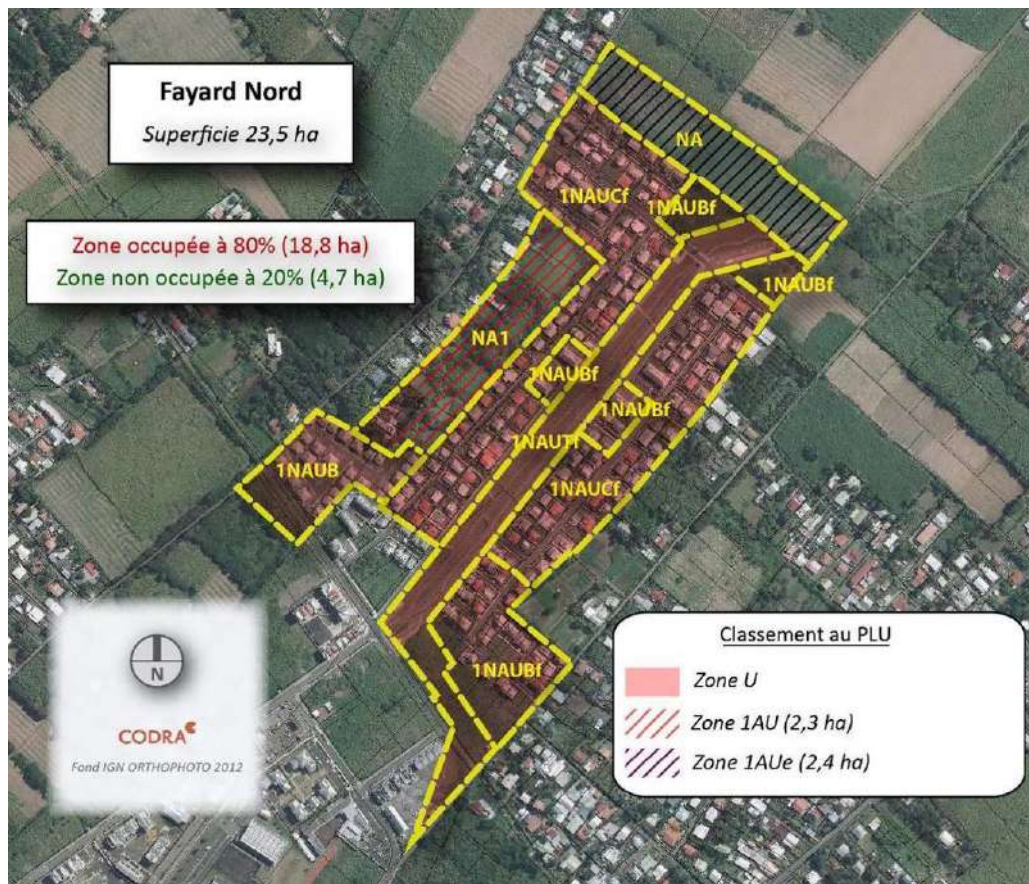 Fayard Nord
Superficie 23,5 ha
Zone occupée à 80% (18,8 ha)
Zone non occupée à 20% (4,7 ha)
NA
1NAUCf
1NAUBf
1NAUBf
NA1
1NAUBf
1NAUBf
1NAUTf
1NAUB
1NAUCf
1NAUBf
N
CODRA
Fond IGN ORTHOPHOTO 2012
Classement au PLU
Zone U
Zone 1AU (2,3 ha)
Zone 1AUe (2,4 ha)